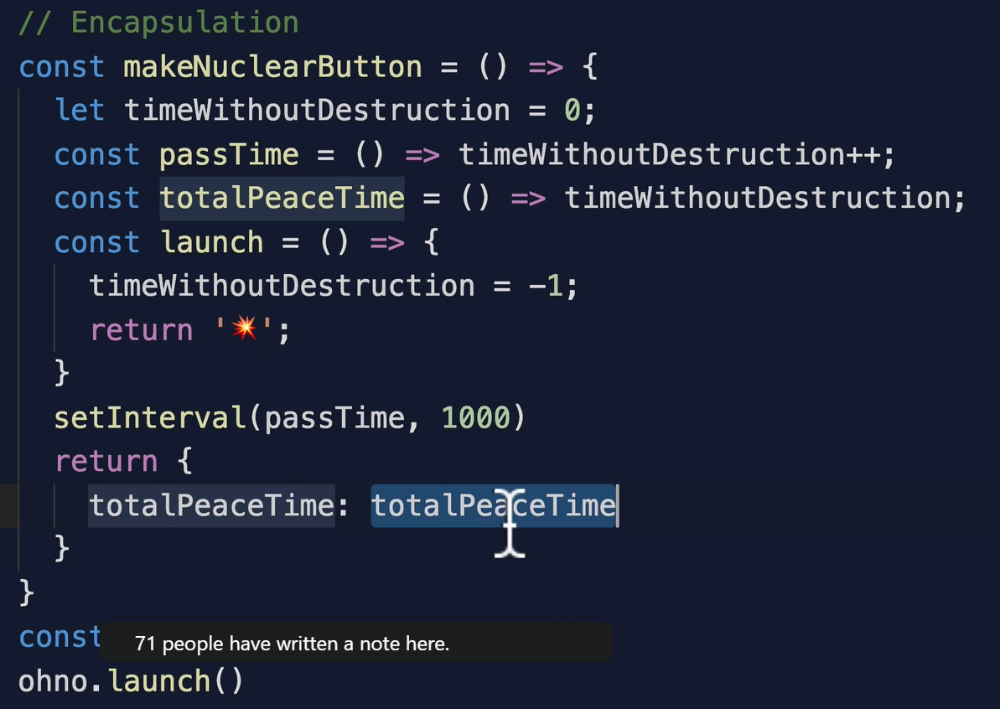 // Encapsulation
const makeNuclearButton = () => {
let timeWithoutDestruction = 0;
const passTime = () => timeWithoutDestruction++;
const totalPeaceTime = () => timeWithoutDestruction;
const launch = () => {
timeWithoutDestruction = -1;
return '💥';
}
setInterval(passTime, 1000)
return {
totalPeaceTime: totalPeaceTime
}
}
const
71 people have written a note here.
ohno.launch()